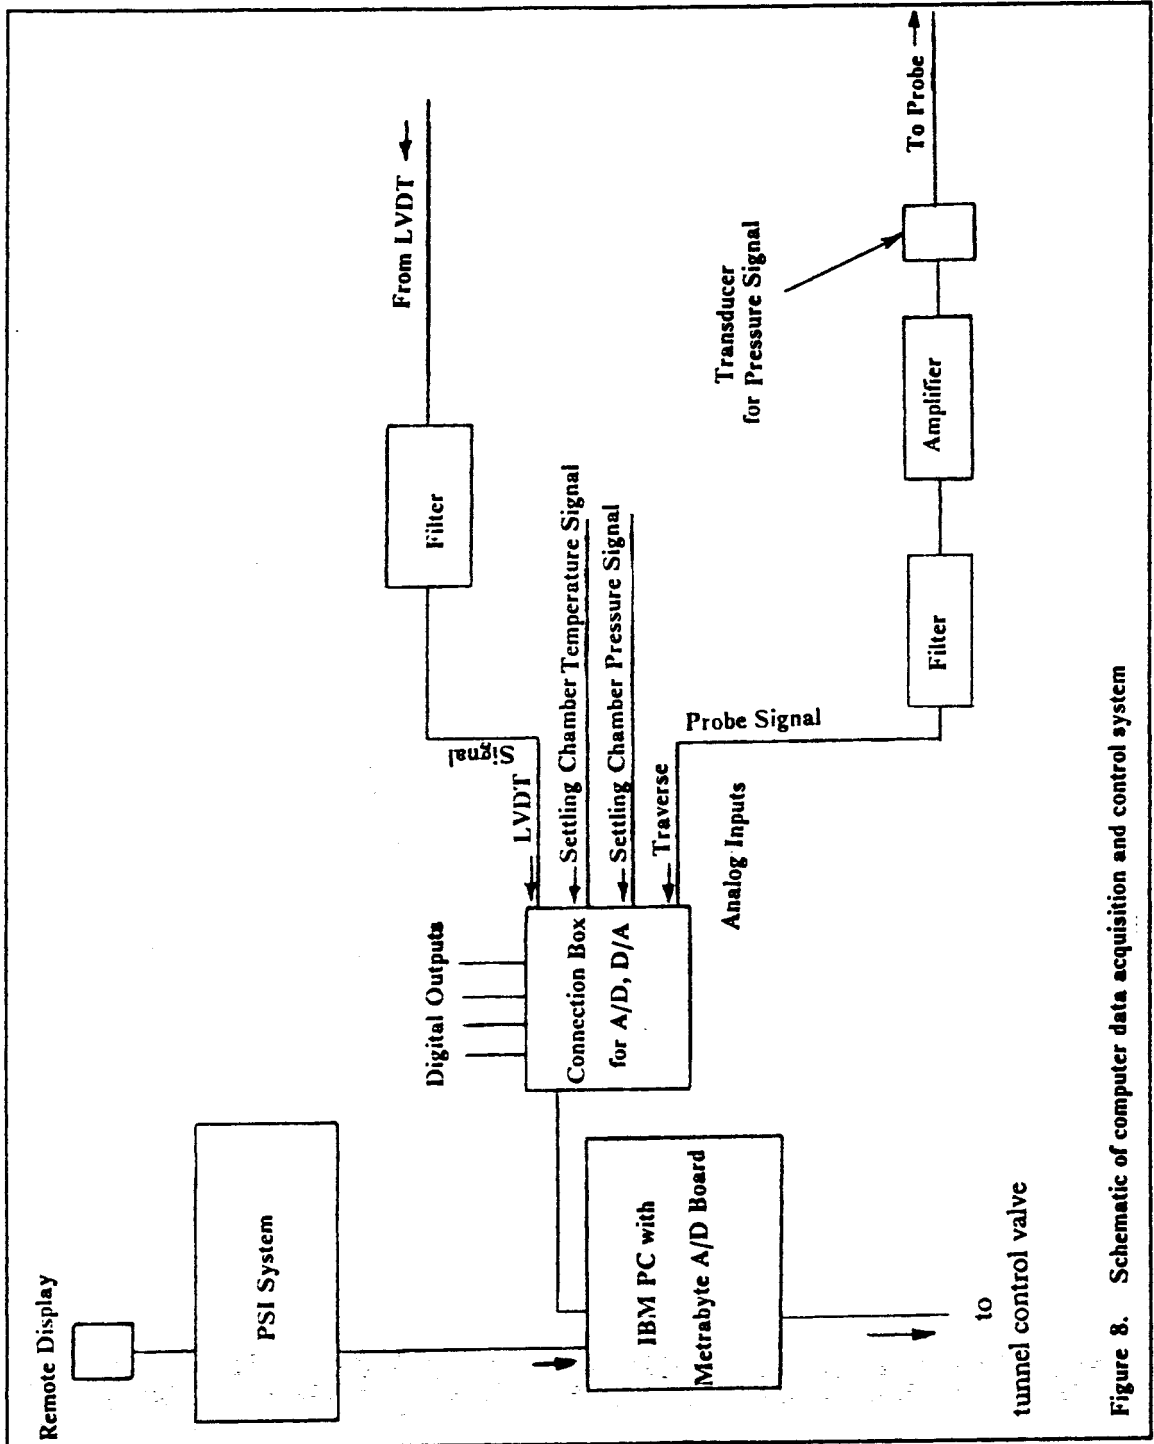 Remote Display
PSI System
IBM PC with
Metrabyte A/D Board
to
tunnel control valve
Digital Outputs
Connection Box
for A/D, D/A
LVDT
Signal
Settling Chamber Temperature Signal
Settling Chamber Pressure Signal
Traverse
Analog Inputs
Probe Signal
Filter
From LVDT
Filter
Amplifier
Transducer
for Pressure Signal
To Probe
Figure 8. Schematic of computer data acquisition and control system